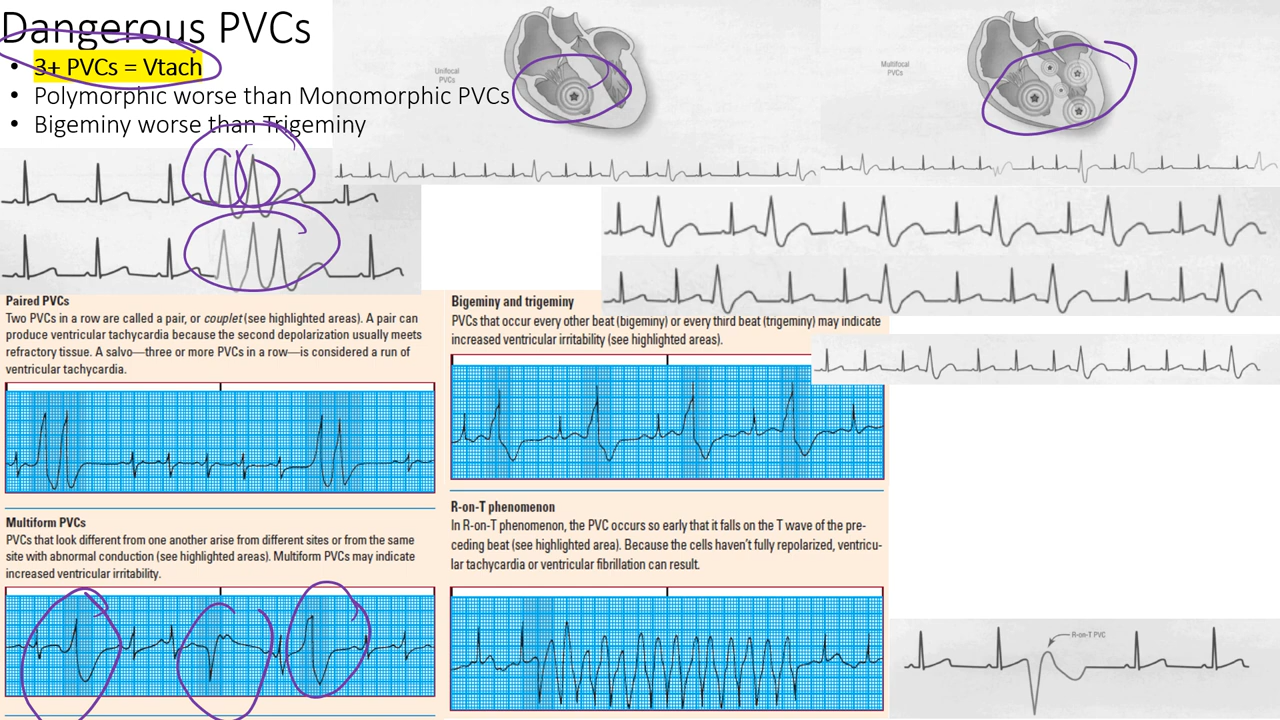 Dangerous PVCs
• 3+ PVCs = Vtach
• Polymorphic worse than Monomorphic PVCs
• Bigeminy worse than Trigeminy
Unifocal
PVCs
Multifocal
PVCs
Paired PVCs
Two PVCs in a row are called a pair, or couplet (see highlighted areas). A pair can
produce ventricular tachycardia because the second depolarization usually meets
refractory tissue. A salvo—three or more PVCs in a row—is considered a run of
ventricular tachycardia.
Bigeminy and trigeminy
PVCs that occur every other beat (bigeminy) or every third beat (trigeminy) may indicate
increased ventricular irritability (see highlighted areas).
Multiform PVCs
PVCs that look different from one another arise from different sites or from the same
site with abnormal conduction (see highlighted areas). Multiform PVCs may indicate
increased ventricular irritability.
R-on-T phenomenon
In R-on-T phenomenon, the PVC occurs so early that it falls on the T wave of the pre-
ceding beat (see highlighted area). Because the cells haven't fully repolarized, ventricu-
lar tachycardia or ventricular fibrillation can result.
R-on-T PVC